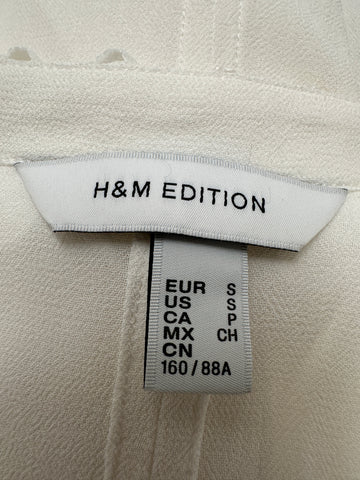 H&M EDITION
EUR S
US S
CA P
MX CH
CN
160/88A